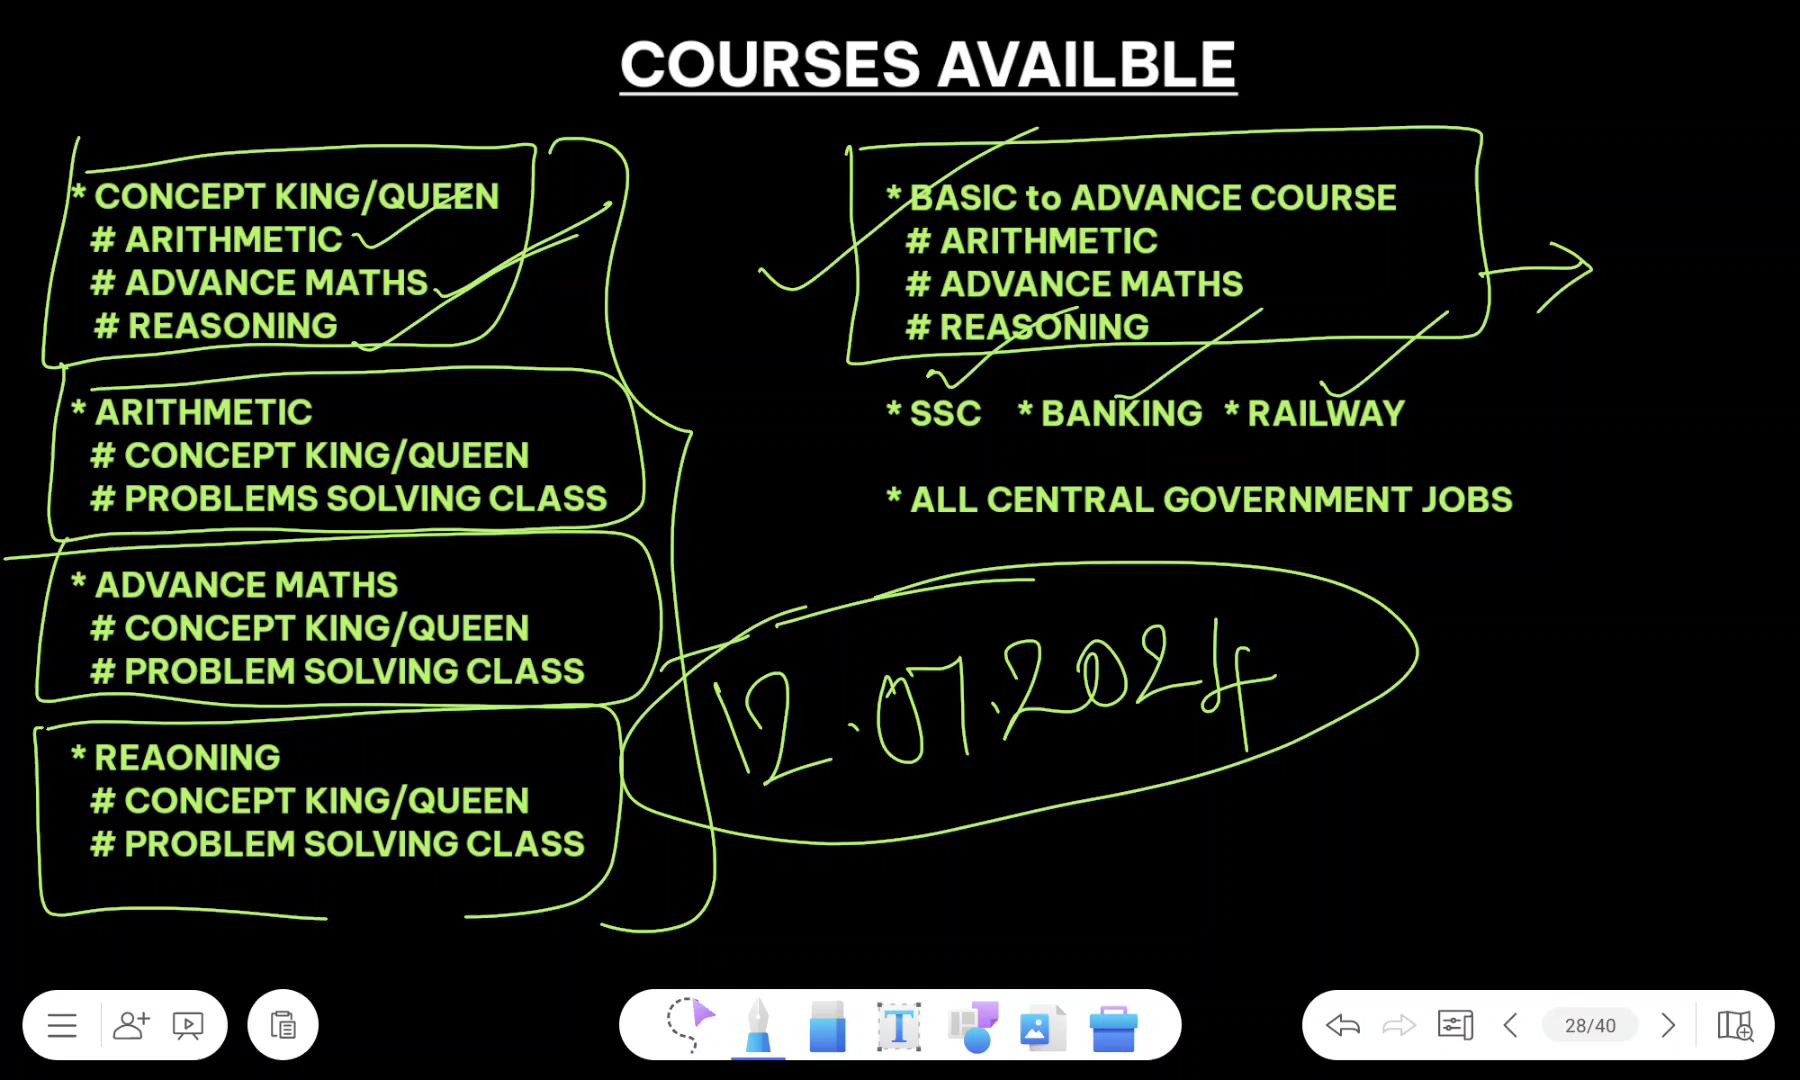 COURSES AVAILBLE
* CONCEPT KING/QUEEN
# ARITHMETIC
# ADVANCE MATHS
# REASONING
* ARITHMETIC
# CONCEPT KING/QUEEN
# PROBLEMS SOLVING CLASS
* ADVANCE MATHS
# CONCEPT KING/QUEEN
# PROBLEM SOLVING CLASS
* REAONING
# CONCEPT KING/QUEEN
# PROBLEM SOLVING CLASS
* BASIC to ADVANCE COURSE
# ARITHMETIC
# ADVANCE MATHS
# REASONING
* SSC * BANKING * RAILWAY
* ALL CENTRAL GOVERNMENT JOBS
12.07.2024
T
28/40